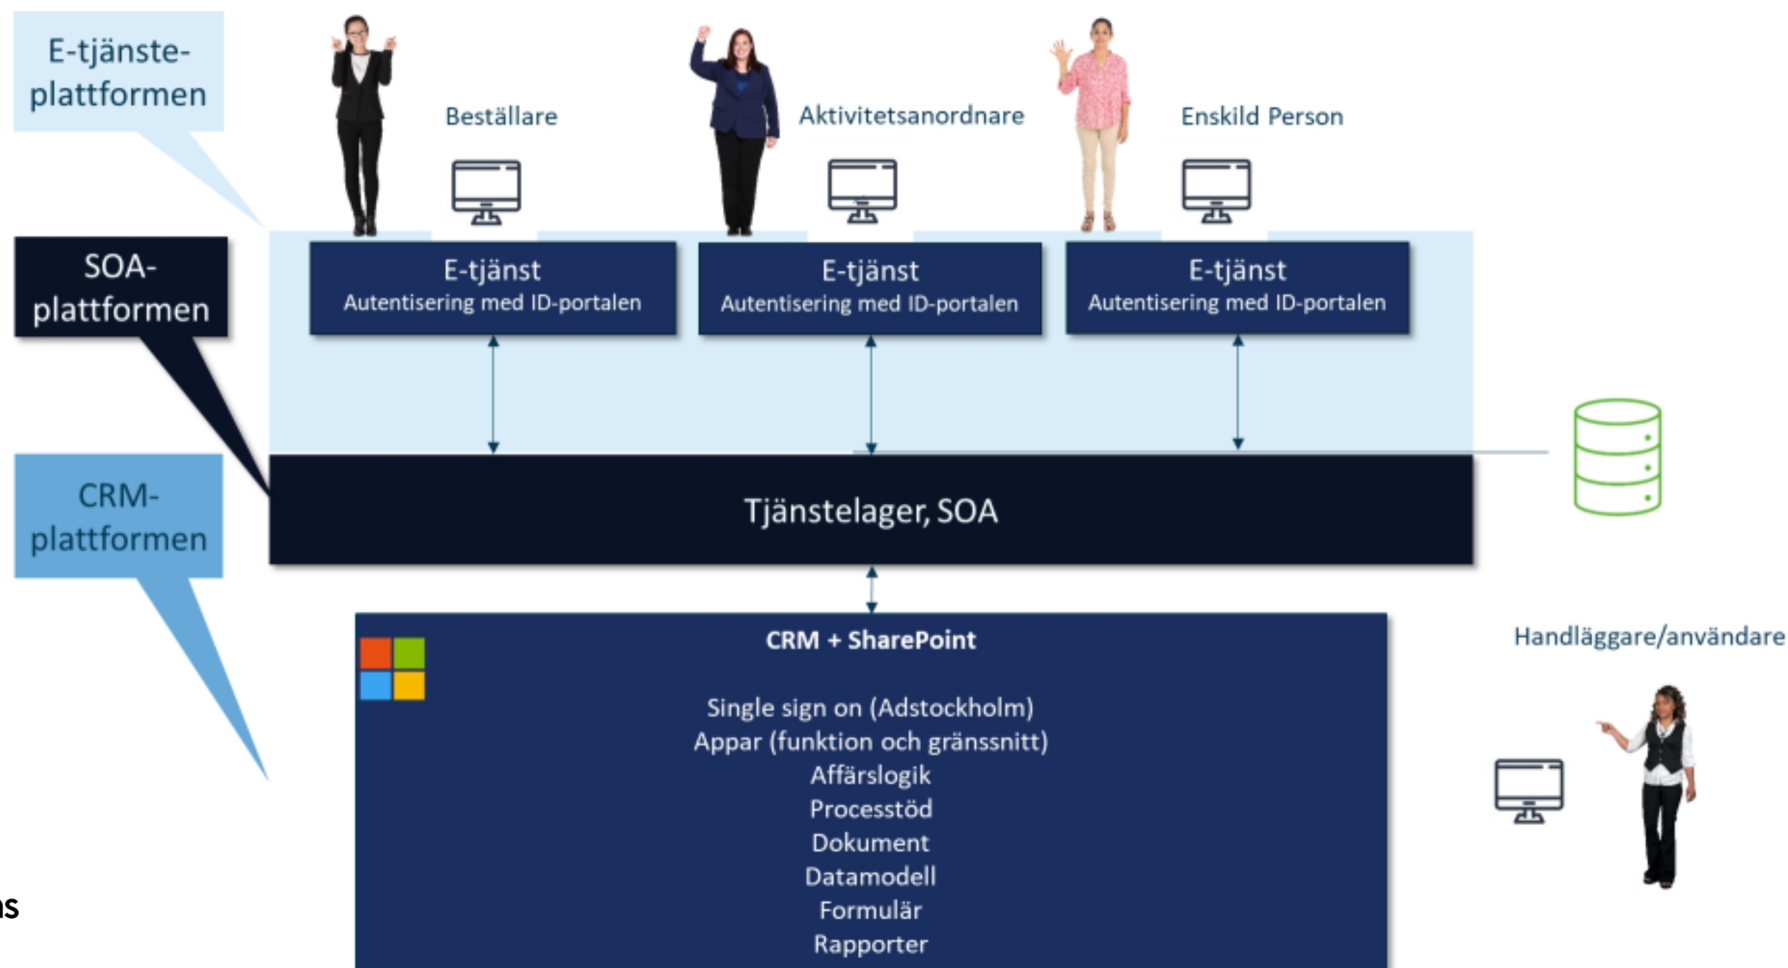 E-tjänste-
plattformen
Beställare
Aktivitetsanordnare
Enskild Person
SOA-
plattformen
E-tjänst
Autentisering med ID-portalen
E-tjänst
Autentisering med ID-portalen
E-tjänst
Autentisering med ID-portalen
CRM-
plattformen
Tjänstelager, SOA
CRM + SharePoint
Handläggare/användare
Single sign on (Adstockholm)
Appar (funktion och gränssnitt)
Affärslogik
Processtöd
Dokument
Datamodell
Formulär
Rapporter